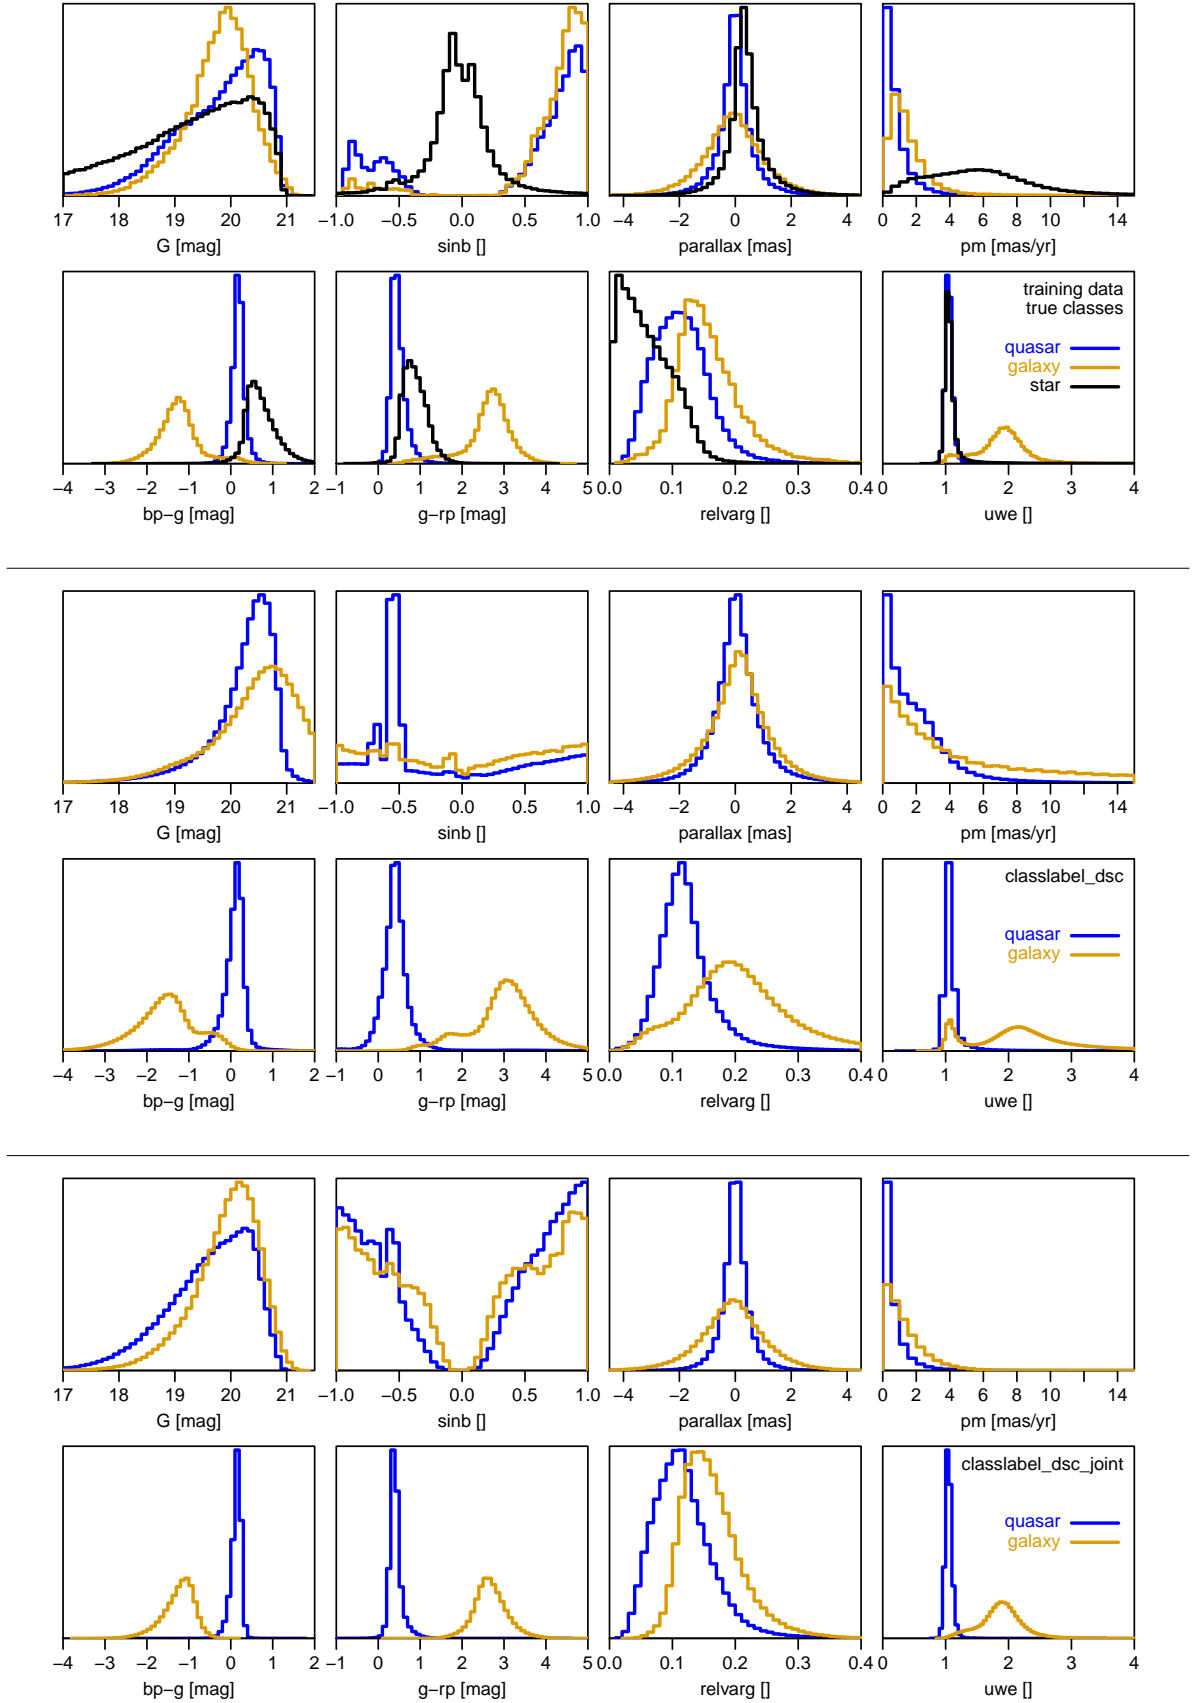 17 18 19 20 21
G [mag]
−1.0 −0.5 0.0 0.5 1.0
sinb []
−4 −2 0 2 4
parallax [mas]
0 2 4 6 8 10 14
pm [mas/yr]
−4 −3 −2 −1 0 1 2
bp−g [mag]
−1 0 1 2 3 4 5
g−rp [mag]
0.0 0.1 0.2 0.3 0.4
relvarg []
training data
true classes
quasar
galaxy
star
0 1 2 3 4
uwe []
17 18 19 20 21
G [mag]
−1.0 −0.5 0.0 0.5 1.0
sinb []
−4 −2 0 2 4
parallax [mas]
0 2 4 6 8 10 14
pm [mas/yr]
−4 −3 −2 −1 0 1 2
bp−g [mag]
−1 0 1 2 3 4 5
g−rp [mag]
0.0 0.1 0.2 0.3 0.4
relvarg []
classlabel_dsc
quasar
galaxy
0 1 2 3 4
uwe []
17 18 19 20 21
G [mag]
−1.0 −0.5 0.0 0.5 1.0
sinb []
−4 −2 0 2 4
parallax [mas]
0 2 4 6 8 10 14
pm [mas/yr]
−4 −3 −2 −1 0 1 2
bp−g [mag]
−1 0 1 2 3 4 5
g−rp [mag]
0.0 0.1 0.2 0.3 0.4
relvarg []
classlabel_dsc_joint
quasar
galaxy
0 1 2 3 4
uwe []